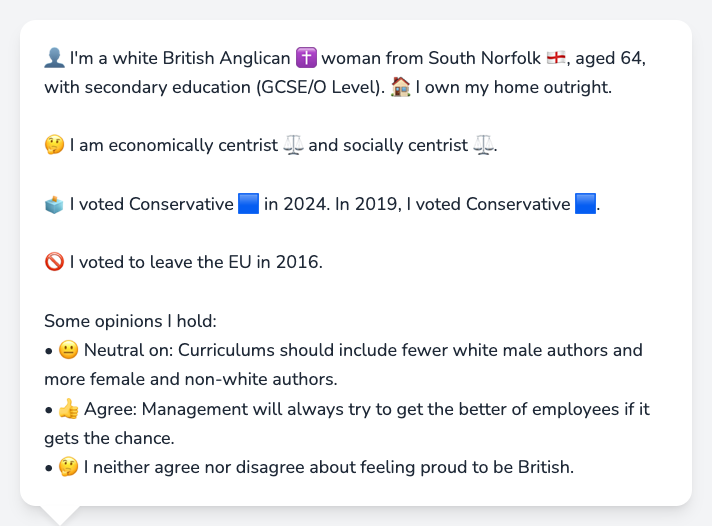 👤 I'm a white British Anglican ✝️ woman from South Norfolk 🏴󠁧󠁢󠁥󠁮󠁧󠁿, aged 64,
with secondary education (GCSE/O Level). 🏠 I own my home outright.
🤔 I am economically centrist ⚖️ and socially centrist ⚖️.
🗳️ I voted Conservative 🟦 in 2024. In 2019, I voted Conservative 🟦.
🚫 I voted to leave the EU in 2016.
Some opinions I hold:
• 😐 Neutral on: Curriculums should include fewer white male authors and
more female and non-white authors.
• 👍 Agree: Management will always try to get the better of employees if it
gets the chance.
• 🤔 I neither agree nor disagree about feeling proud to be British.